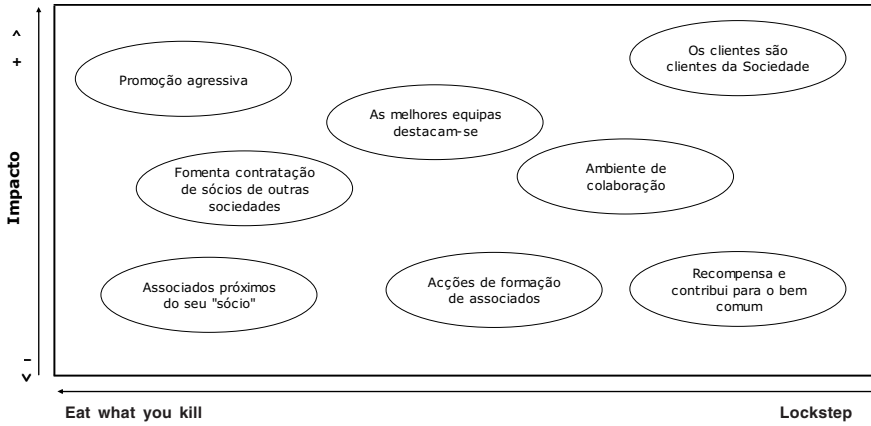 + >
Impacto
< -
Promoção agressiva
Os clientes são
clientes da Sociedade
As melhores equipas
destacam-se
Fomenta contratação
de sócios de outras
sociedades
Ambiente de
colaboração
Associados próximos
do seu "sócio"
Acções de formação
de associados
Recompensa e
contribui para o bem
comum
Eat what you kill
Lockstep